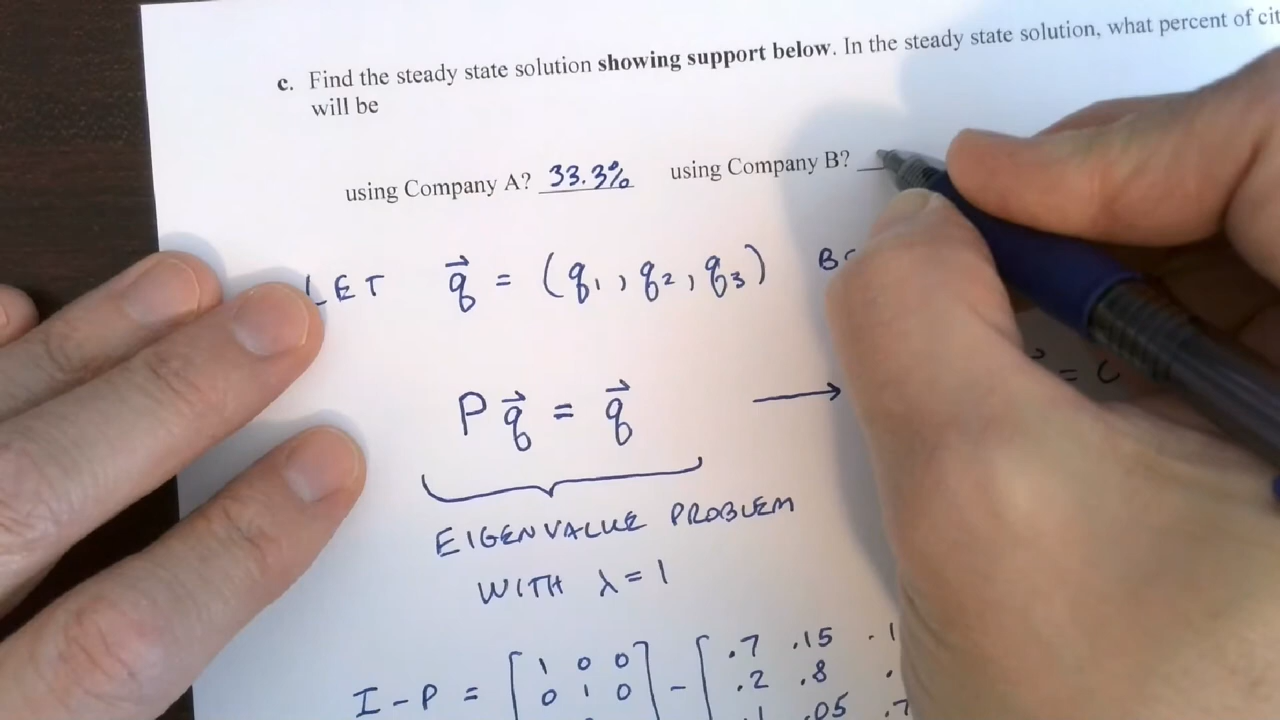 c. Find the steady state solution showing support below. In the steady state solution, what percent of
will be
using Company A? 33.3% using Company B?
LET q⃗ = (q₁, q₂, q₃)
P q⃗ = q⃗ →
EIGENVALUE PROBLEM
WITH λ = 1
I - P = [ 1 0 0 ] - [ .7 .15
0 1 0 .2 .8
.05